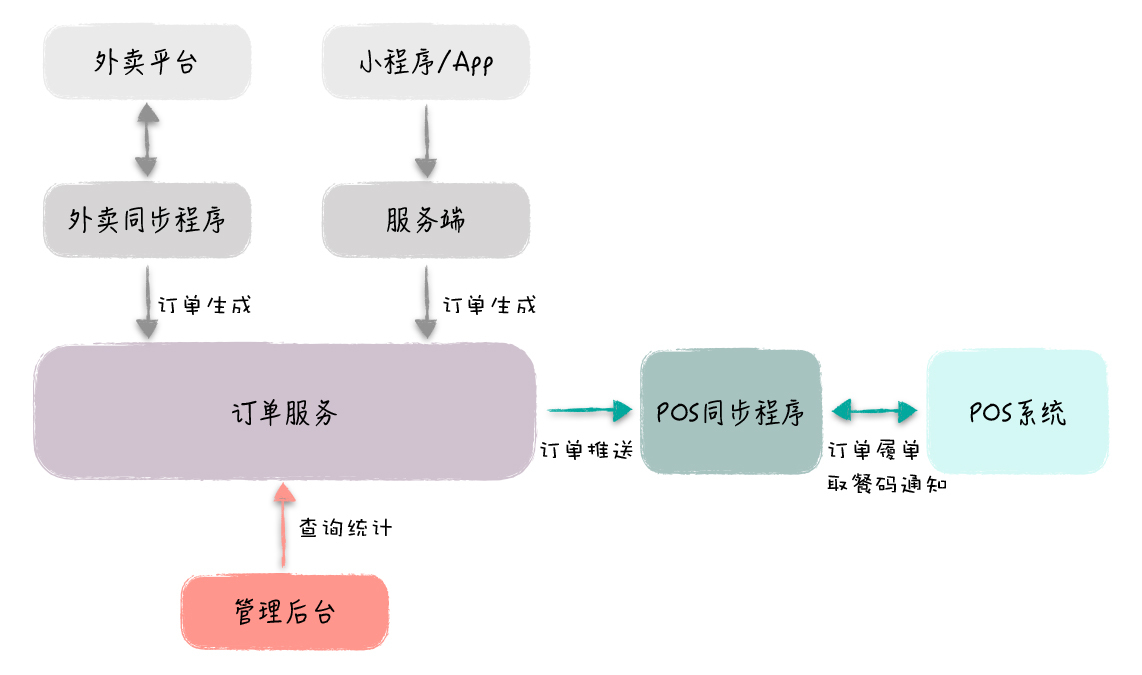 外卖平台
小程序/App
外卖同步程序
服务端
订单生成
订单生成
订单服务
POS同步程序
POS系统
订单推送
订单履单
取餐码通知
查询统计
管理后台